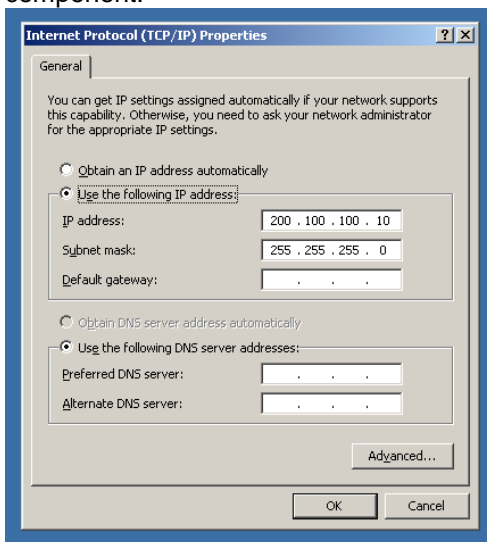 component.
Internet Protocol (TCP/IP) Properties
General
You can get IP settings assigned automatically if your network supports
this capability. Otherwise, you need to ask your network administrator
for the appropriate IP settings.
Obtain an IP address automatically
Use the following IP address:
IP address: 200 . 100 . 100 . 10
Subnet mask: 255 . 255 . 255 . 0
Default gateway: . . .
Obtain DNS server address automatically
Use the following DNS server addresses:
Preferred DNS server: . . .
Alternate DNS server: . . .
Advanced...
OK Cancel